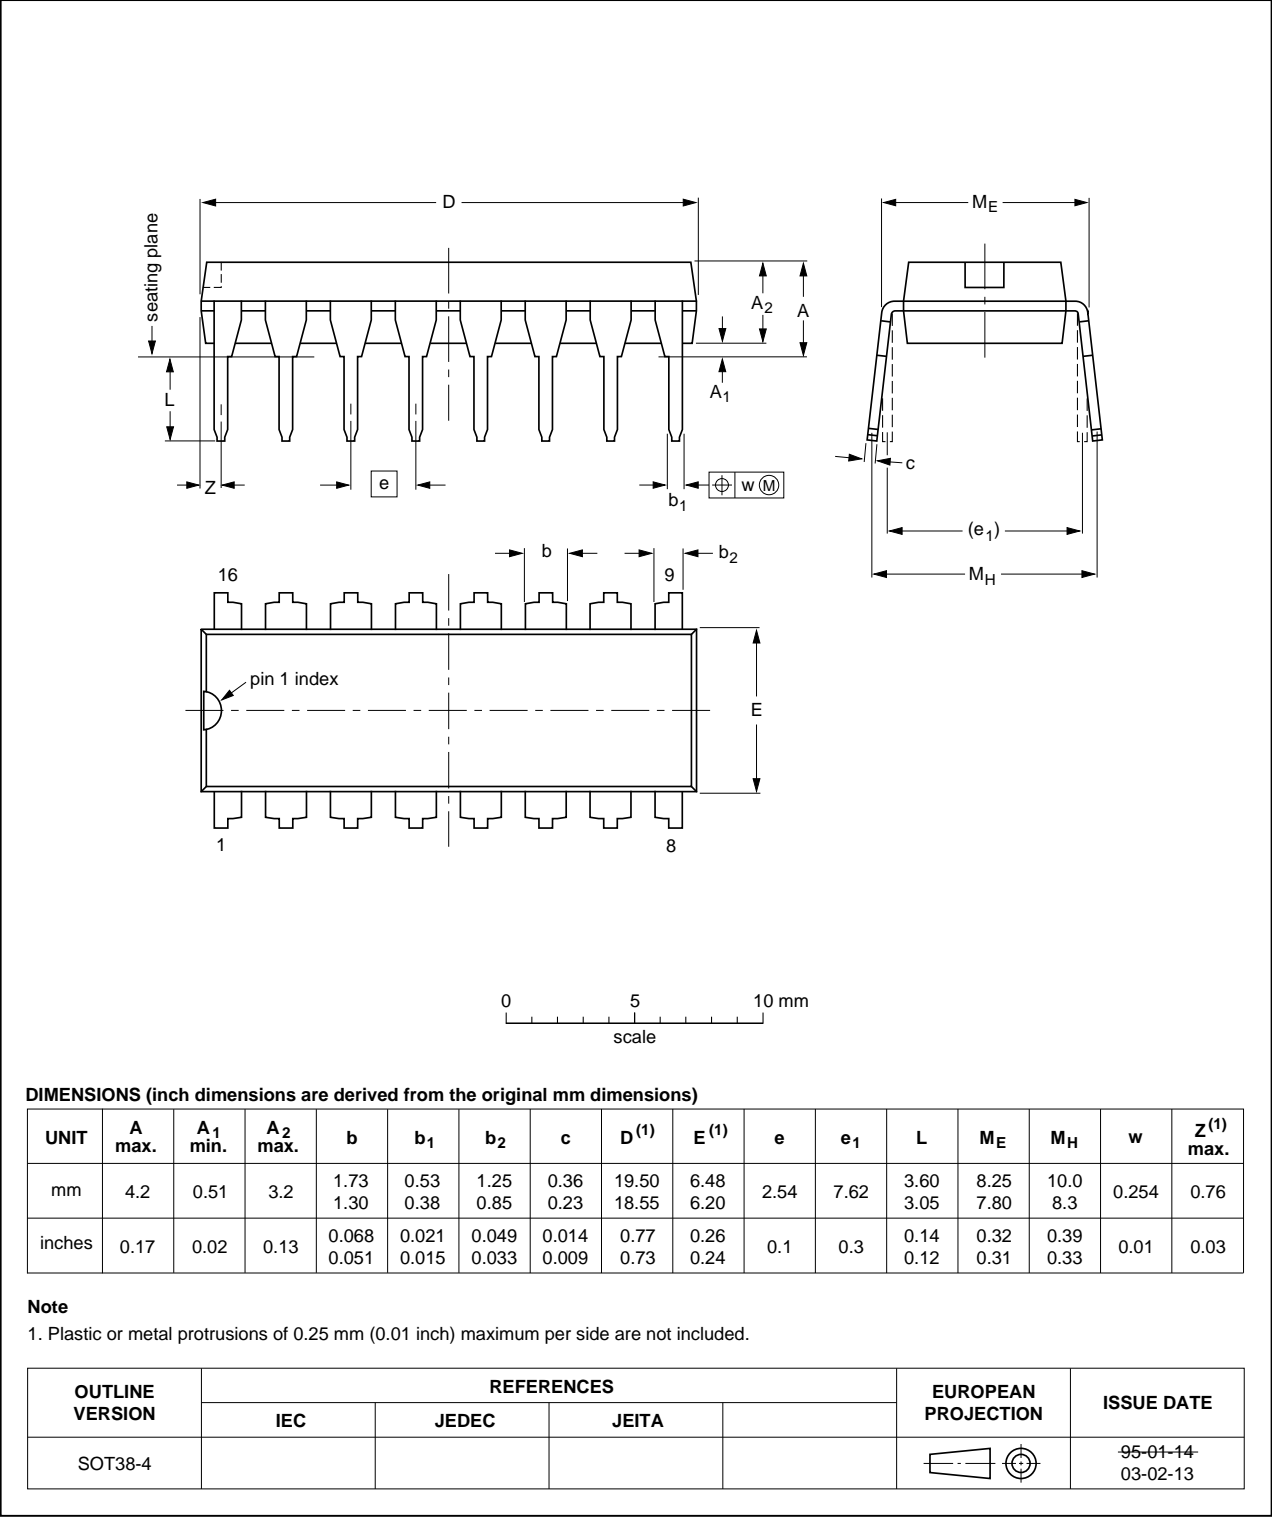 D
ME
seating plane
A2
A
A1
L
c
Z
e
b1
w M
(e1)
MH
b
b2
16
9
pin 1 index
E
1
8
0 5 10 mm
scale
DIMENSIONS (inch dimensions are derived from the original mm dimensions)
UNIT A max. A1 min. A2 max. b b1 b2 c D(1) E(1) e e1 L ME MH w Z(1) max.
mm 4.2 0.51 3.2 1.73 1.30 0.53 0.38 1.25 0.85 0.36 0.23 19.50 18.55 6.48 6.20 2.54 7.62 3.60 3.05 8.25 7.80 10.0 8.3 0.254 0.76
inches 0.17 0.02 0.13 0.068 0.051 0.021 0.015 0.049 0.033 0.014 0.009 0.77 0.73 0.26 0.24 0.1 0.3 0.14 0.12 0.32 0.31 0.39 0.33 0.01 0.03
Note
1. Plastic or metal protrusions of 0.25 mm (0.01 inch) maximum per side are not included.
OUTLINE VERSION
REFERENCES
IEC JEDEC JEITA
EUROPEAN PROJECTION
ISSUE DATE
SOT38-4
95-01-14
03-02-13